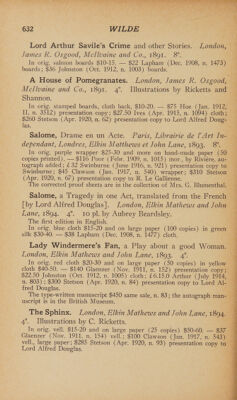 632 WILDE
Lord Arthur Savile's Crime and other Stories. London,
James R. Osgood, McIlvaine and Co., 1891. 8°.
In orig. salmon boards $10-15. — $22 Lapham (Dec. 1908, n. 1473)
boards; $36 Johnston (Oct. 1912, n. 1003) boards.
A House of Pomegranates. London, James R. Osgood,
McIlvaine and Co., 1891. 4°. Illustrations by Ricketts and
Shannon.
In orig. stamped boards, cloth back, $10-20. — $75 Hoe (Jan. 1912,
II. n. 3512) presentation copy; $27.50 Ives (Apr. 1915, n. 1094) cloth;
$260 Stetson (Apr. 1920, n. 62) presentation copy to Lord Alfred Doug-
las.
Salome, Drame en un Acte. Paris, Librairie de l'Art In-
dependant, Londres, Elkin Mathews et John Lane, 1893. 8°.
In orig. purple wrapper $25-30 and more on hand-made paper (50
copies printed). — $116 Poor (Feb. 1909, n. 1015) mor., by Rivière, au-
tograph added; £32 Swinburne (June 1916, n. 921) presentation copy to
Swinburne; $45 Clawson (Jan. 1917, n. 540) wrapper; $310 Stetson
(Apr. 1920, n. 67) presentation copy to R. Le Gallienne.
The corrected proof sheets are in the collection of Mrs. G. Blumenthal.
Salome, a Tragedy in one Act, translated from the French
[by Lord Alfred Douglas]. London, Elkin Mathews and John
Lane, 1894. 4°. 10 pl. by Aubrey Beardsley.
The first edition in English.
In orig. blue cloth $15-20 and on large paper (100 copies) in green
silk $30-40. — $38 Lapham (Dec. 1908, n. 1477) cloth.
Lady Windermere's Fan, a Play about a good Woman.
London, Elkin Mathews and John Lane, 1893. 4°.
In orig. red cloth $20-30 and on large paper (50 copies) in yellow
cloth $40-50. — $140 Glaenzer (Nov. 1911, n. 152) presentation copy;
$22.50 Johnston (Oct. 1912, n. 1005) cloth; £6.15.0 Arthur (July 1914,
n. 803); $300 Stetson (Apr. 1920, n. 84) presentation copy to Lord Al-
fred Douglas.
The type-written manuscript $450 same sale, n. 83; the autograph man-
uscript is in the British Museum.
The Sphinx. London, Elkin Mathews and John Lane, 1894.
4°. Illustrations by C. Ricketts.
In orig. vell. $15-20 and on large paper (25 copies) $50-60. — $37
Glaenzer (Nov. 1911, n. 154) vell.; $100 Clawson (Jan. 1917, n. 543)
vell., large paper; $285 Stetson (Apr. 1920, n. 93) presentation copy to
Lord Alfred Douglas.